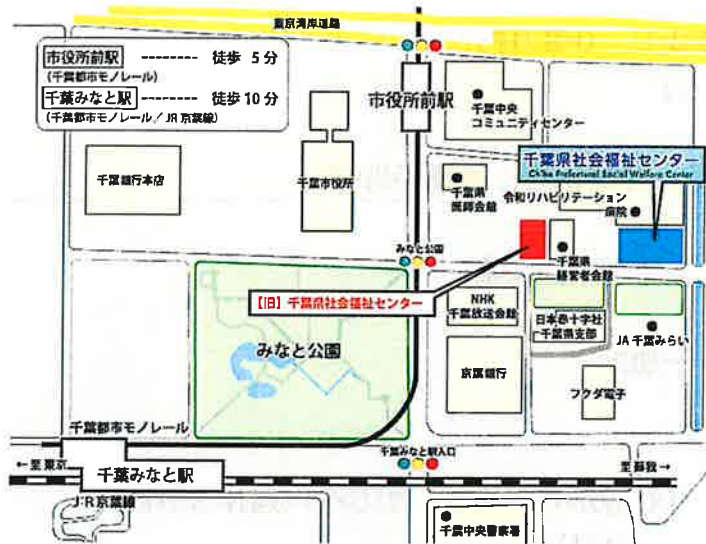 東京湾岸道路
市役所前駅 -------- 徒歩 5分
(千葉都市モノレール)
千葉みなと駅 -------- 徒歩 10分
(千葉都市モノレール／JR京葉線)
市役所前駅
千葉中央
コミュニティセンター
千葉県社会福祉センター
Chiba Prefectural Social Welfare Center
千葉銀行本店
千葉市役所
千葉県
医師会館
令和リハビリテーション
病院
みなと公園
千葉県
経営者会館
【旧】千葉県社会福祉センター
NHK
千葉放送会館
日本赤十字社
千葉県支部
JA 千葉みらい
みなと公園
京葉銀行
フクダ電子
千葉都市モノレール
千葉みなと駅入口
←至東京
千葉みなと駅
至蘇我→
JR京葉線
千葉中央警察署